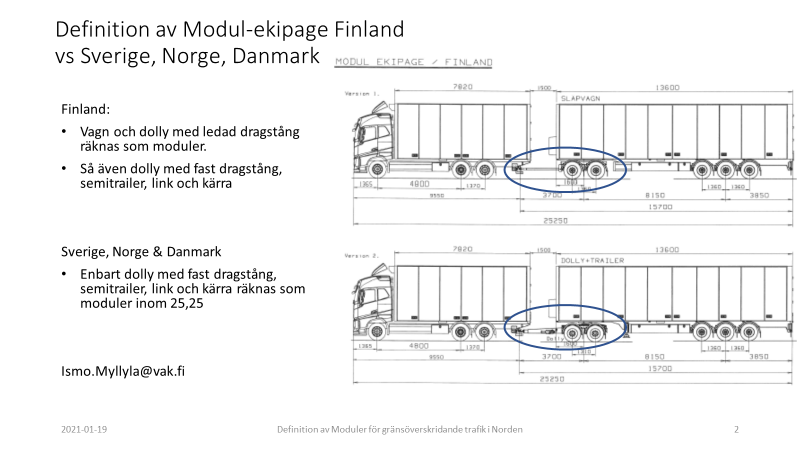 Definition av Modul-ekipage Finland
vs Sverige, Norge, Danmark
MODUL EKIPAGE / FINLAND
Finland:
• Vagn och dolly med ledad dragstång
räknas som moduler.
• Så även dolly med fast dragstång,
semitrailer, link och kärra
Sverige, Norge & Danmark
• Enbart dolly med fast dragstång,
semitrailer, link och kärra räknas som
moduler inom 25,25
Ismo.Myllyla@vak.fi
Version 1.
7820 1500 13600
SLAPVAGN
1365 4800 1370 1360 1360
9550 3700 8150 3850
15700
25250
Version 2.
7820 1500 13600
DOLLY+TRAILER
Dolly
1365 4800 1370 1310 1360 1360
9550 3700 8150 3850
15700
25250
2021-01-19 Definition av Moduler för gränsöverskridande trafik i Norden 2